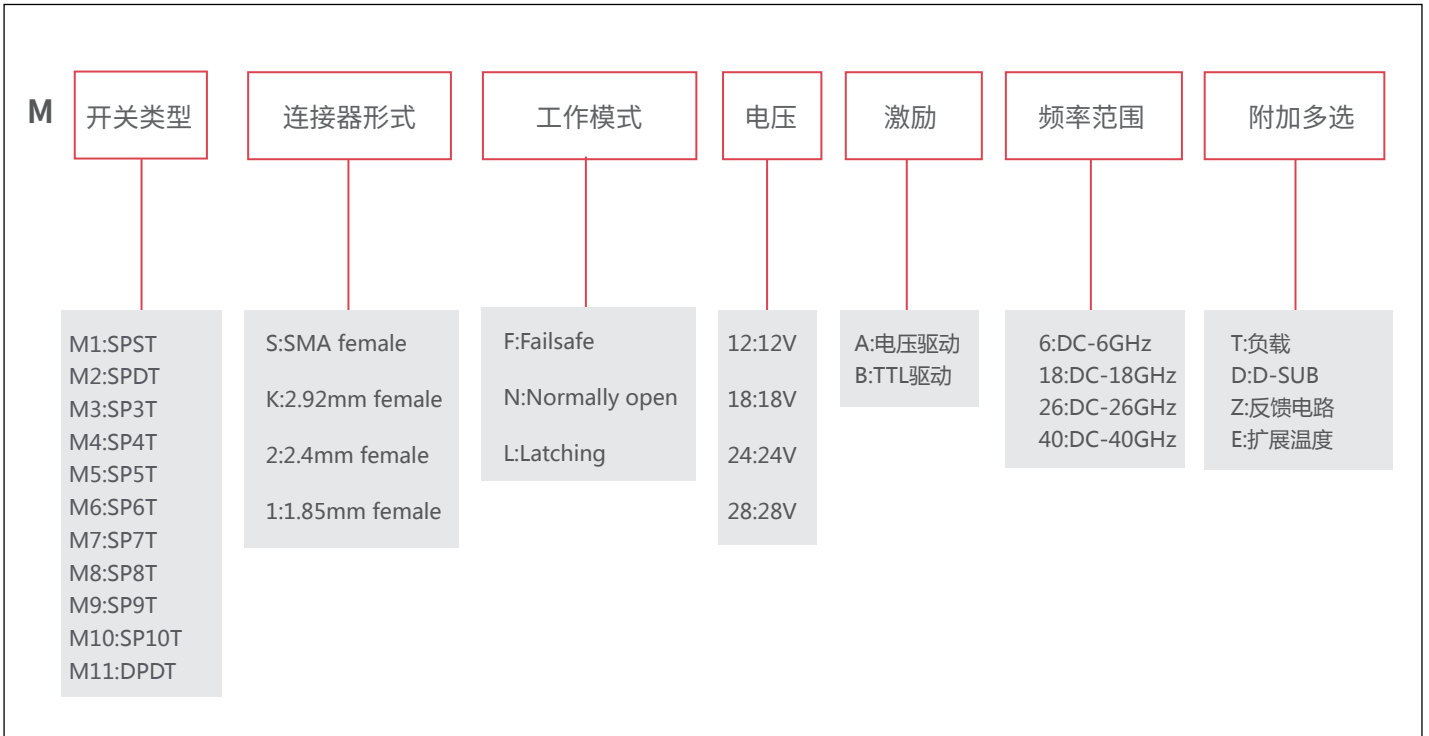 M
开关类型
连接器形式
工作模式
电压
激励
频率范围
附加多选
M1:SPST
M2:SPDT
M3:SP3T
M4:SP4T
M5:SP5T
M6:SP6T
M7:SP7T
M8:SP8T
M9:SP9T
M10:SP10T
M11:DPDT
S:SMA female
K:2.92mm female
2:2.4mm female
1:1.85mm female
F:Failsafe
N:Normally open
L:Latching
12:12V
18:18V
24:24V
28:28V
A:电压驱动
B:TTL驱动
6:DC-6GHz
18:DC-18GHz
26:DC-26GHz
40:DC-40GHz
T:负载
D:D-SUB
Z:反馈电路
E:扩展温度